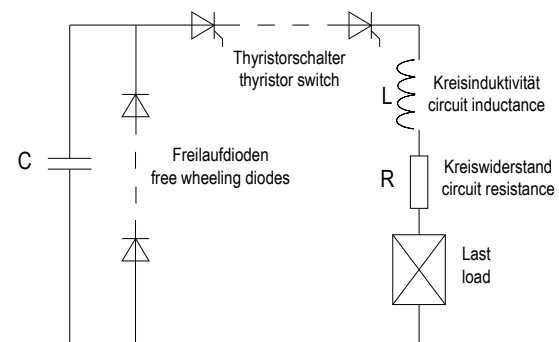 Thyristorschalter
thyristor switch
L
Kreisinduktivität
circuit inductance
C
Freilaufdioden
free wheeling diodes
R
Kreiswiderstand
circuit resistance
Last
load